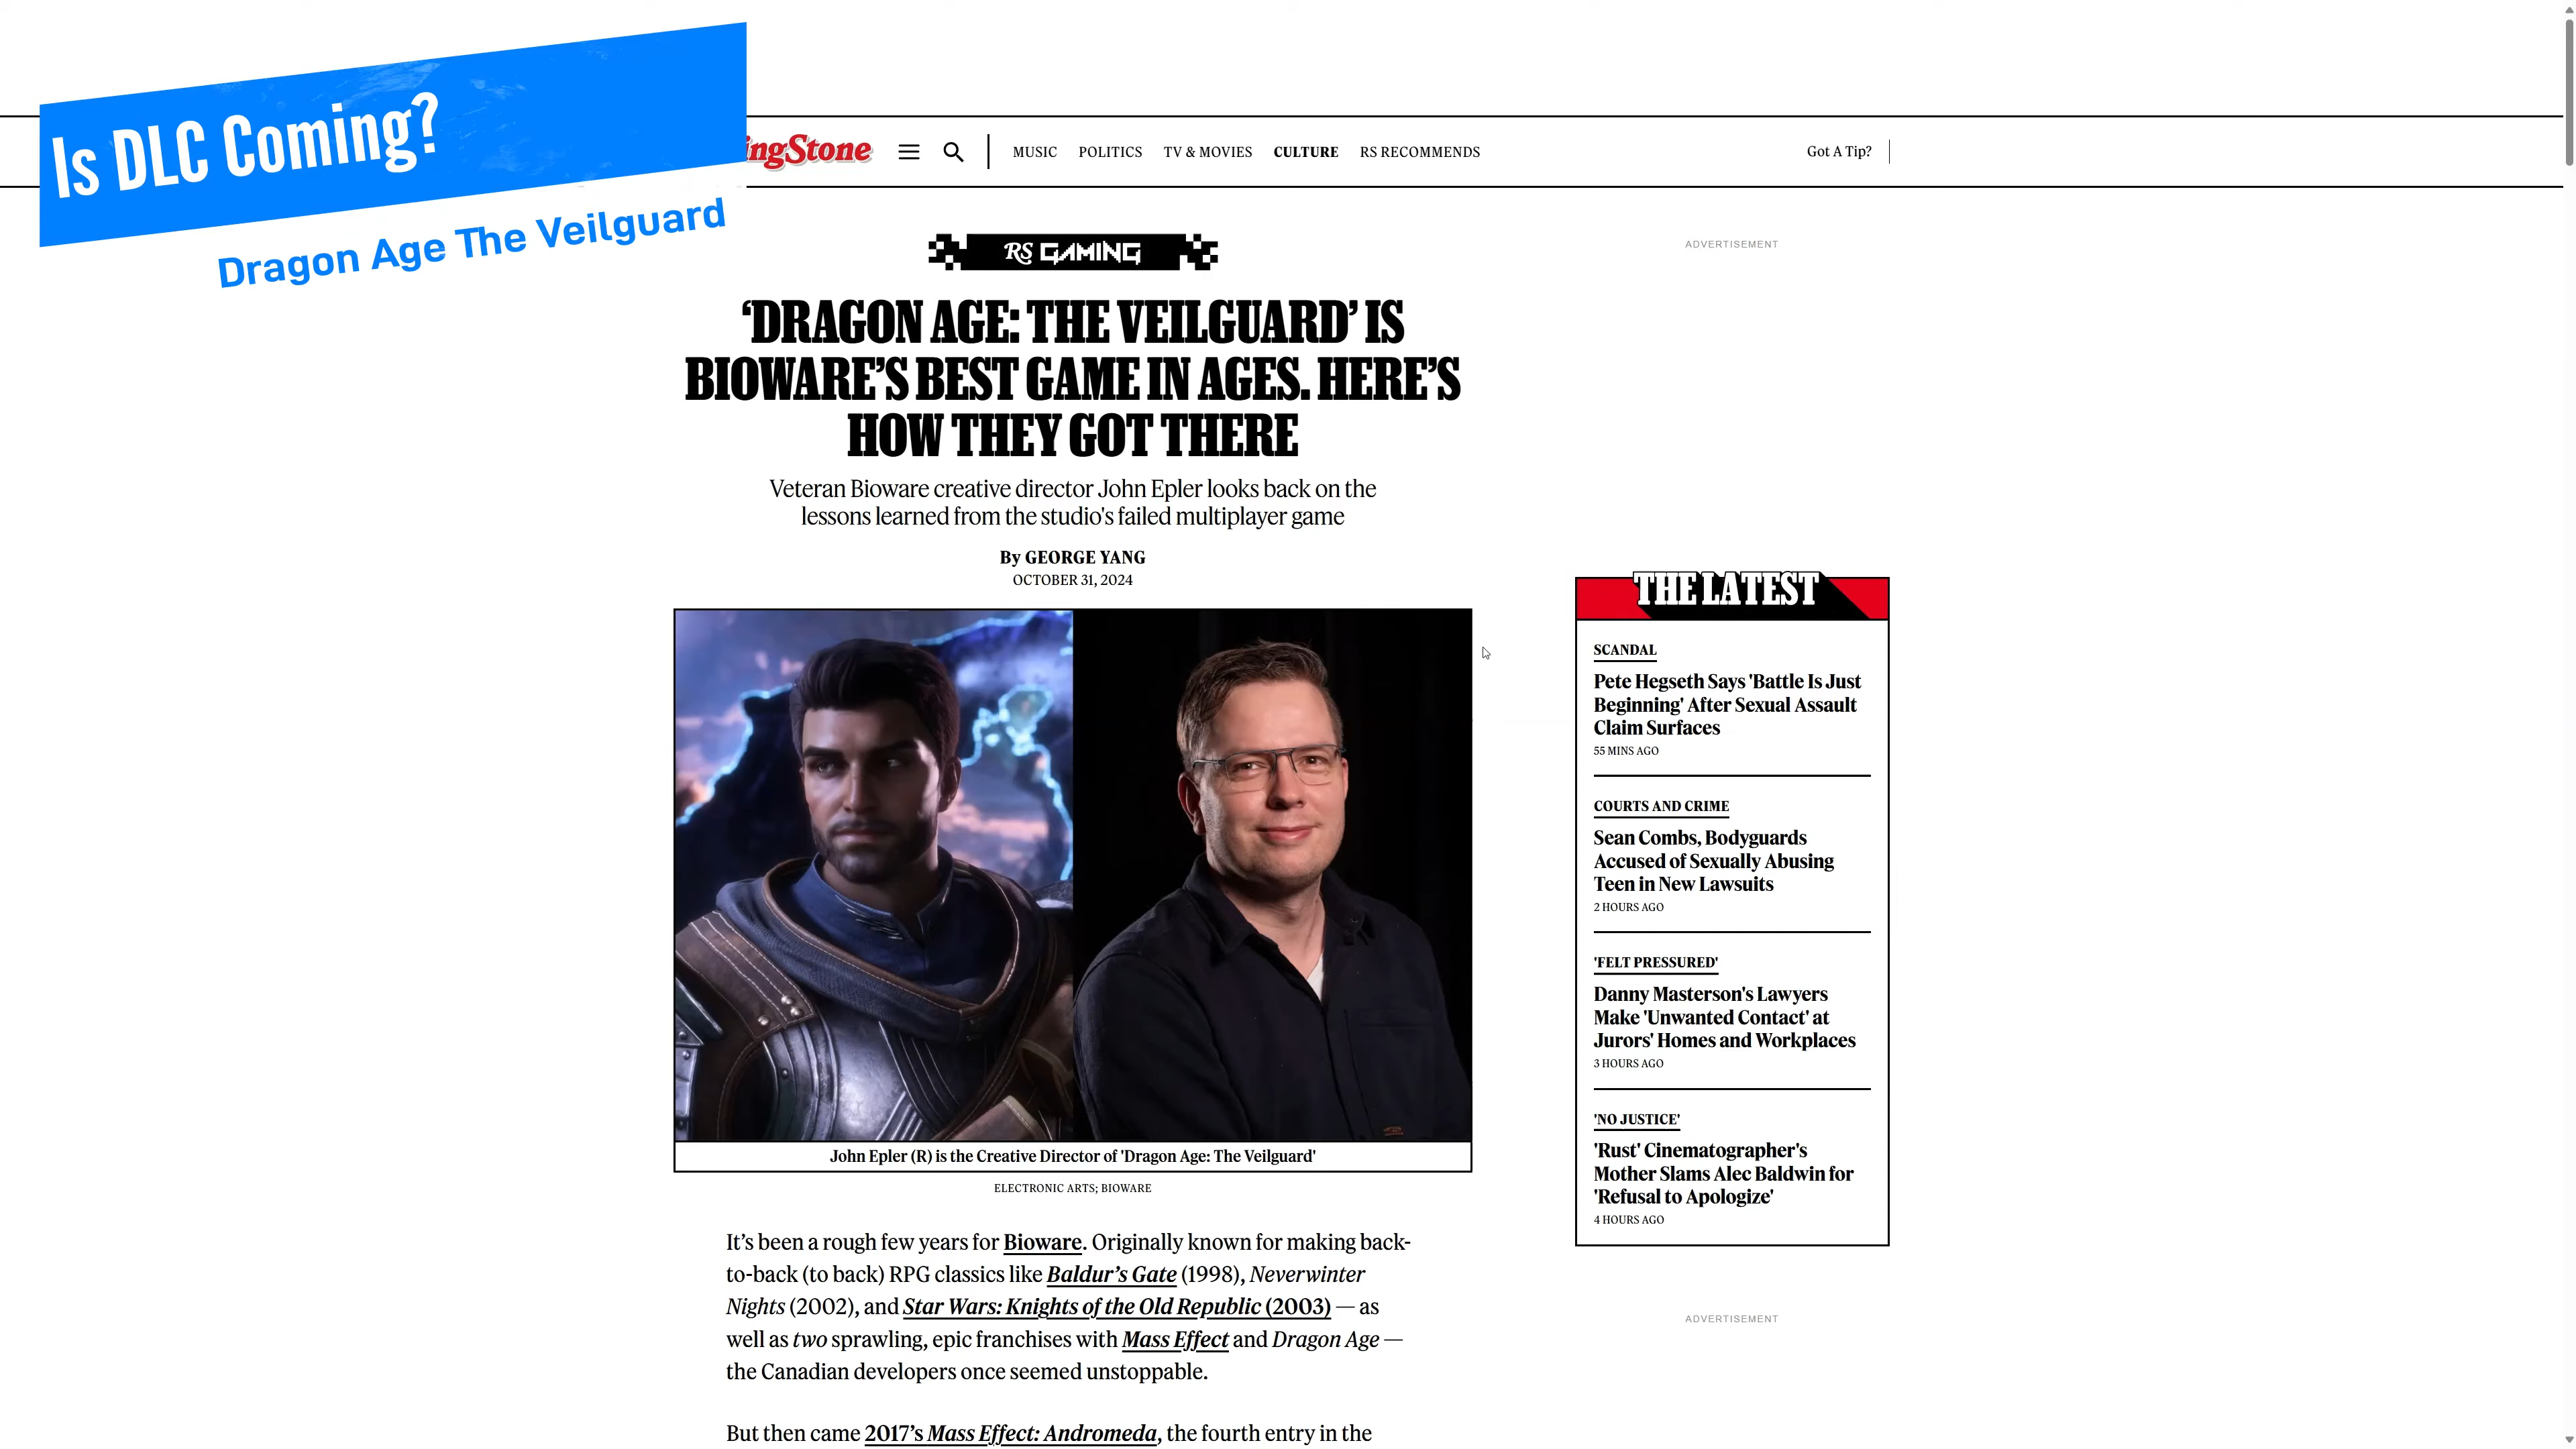 Is DLC Coming?
Dragon Age The Veilguard
ngStone
MUSIC POLITICS TV & MOVIES CULTURE RS RECOMMENDS
Got A Tip?
RS GAMING
ADVERTISEMENT
‘DRAGON AGE: THE VEILGUARD’ IS
BIOWARE’S BEST GAME IN AGES. HERE’S
HOW THEY GOT THERE
Veteran Bioware creative director John Epler looks back on the
lessons learned from the studio's failed multiplayer game
By GEORGE YANG
OCTOBER 31, 2024
John Epler (R) is the Creative Director of 'Dragon Age: The Veilguard'
ELECTRONIC ARTS; BIOWARE
It’s been a rough few years for Bioware. Originally known for making back-
to-back (to back) RPG classics like Baldur’s Gate (1998), Neverwinter
Nights (2002), and Star Wars: Knights of the Old Republic (2003) — as
well as two sprawling, epic franchises with Mass Effect and Dragon Age —
the Canadian developers once seemed unstoppable.
But then came 2017’s Mass Effect: Andromeda, the fourth entry in the
THE LATEST
SCANDAL
Pete Hegseth Says 'Battle Is Just
Beginning' After Sexual Assault
Claim Surfaces
55 MINS AGO
COURTS AND CRIME
Sean Combs, Bodyguards
Accused of Sexually Abusing
Teen in New Lawsuits
2 HOURS AGO
'FELT PRESSURED'
Danny Masterson's Lawyers
Make 'Unwanted Contact' at
Jurors' Homes and Workplaces
3 HOURS AGO
'NO JUSTICE'
'Rust' Cinematographer's
Mother Slams Alec Baldwin for
'Refusal to Apologize'
4 HOURS AGO
ADVERTISEMENT